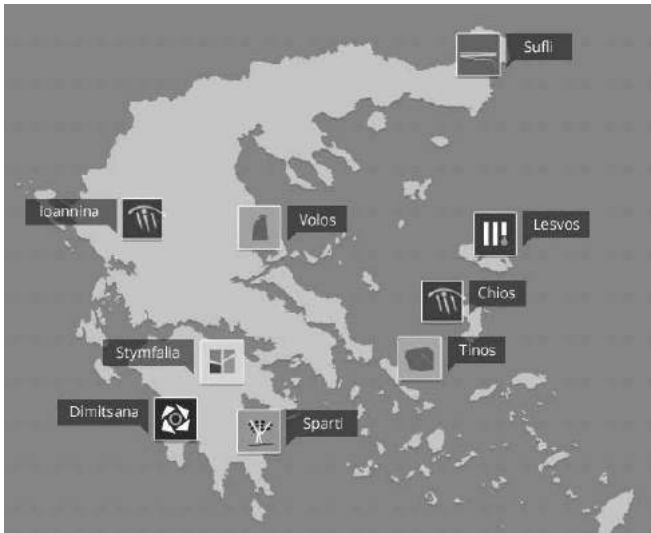 Sufli
Ioannina
Volos
Lesvos
Chios
Stymfalia
Tinos
Dimitsana
Sparti